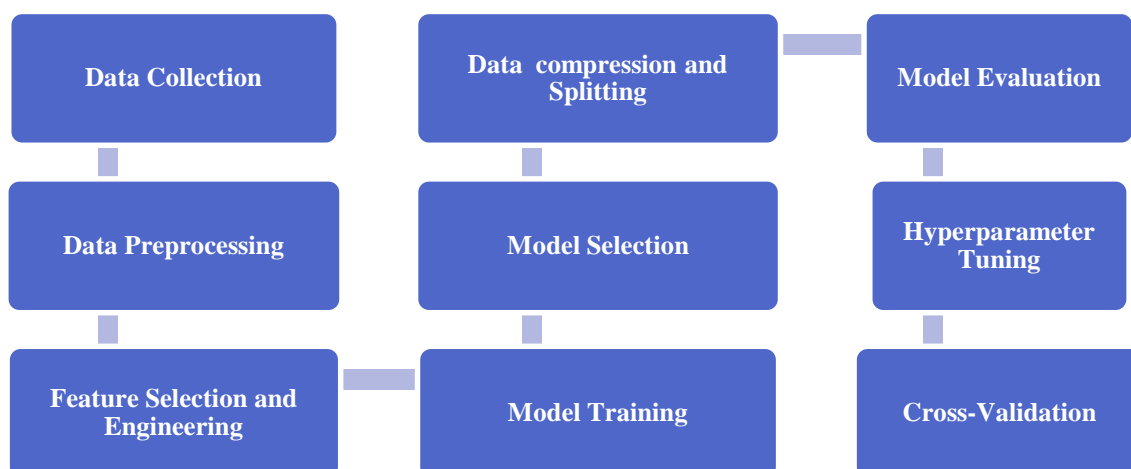 Data Collection
Data compression and
Splitting
Model Evaluation
Data Preprocessing
Model Selection
Hyperparameter
Tuning
Feature Selection and
Engineering
Model Training
Cross-Validation